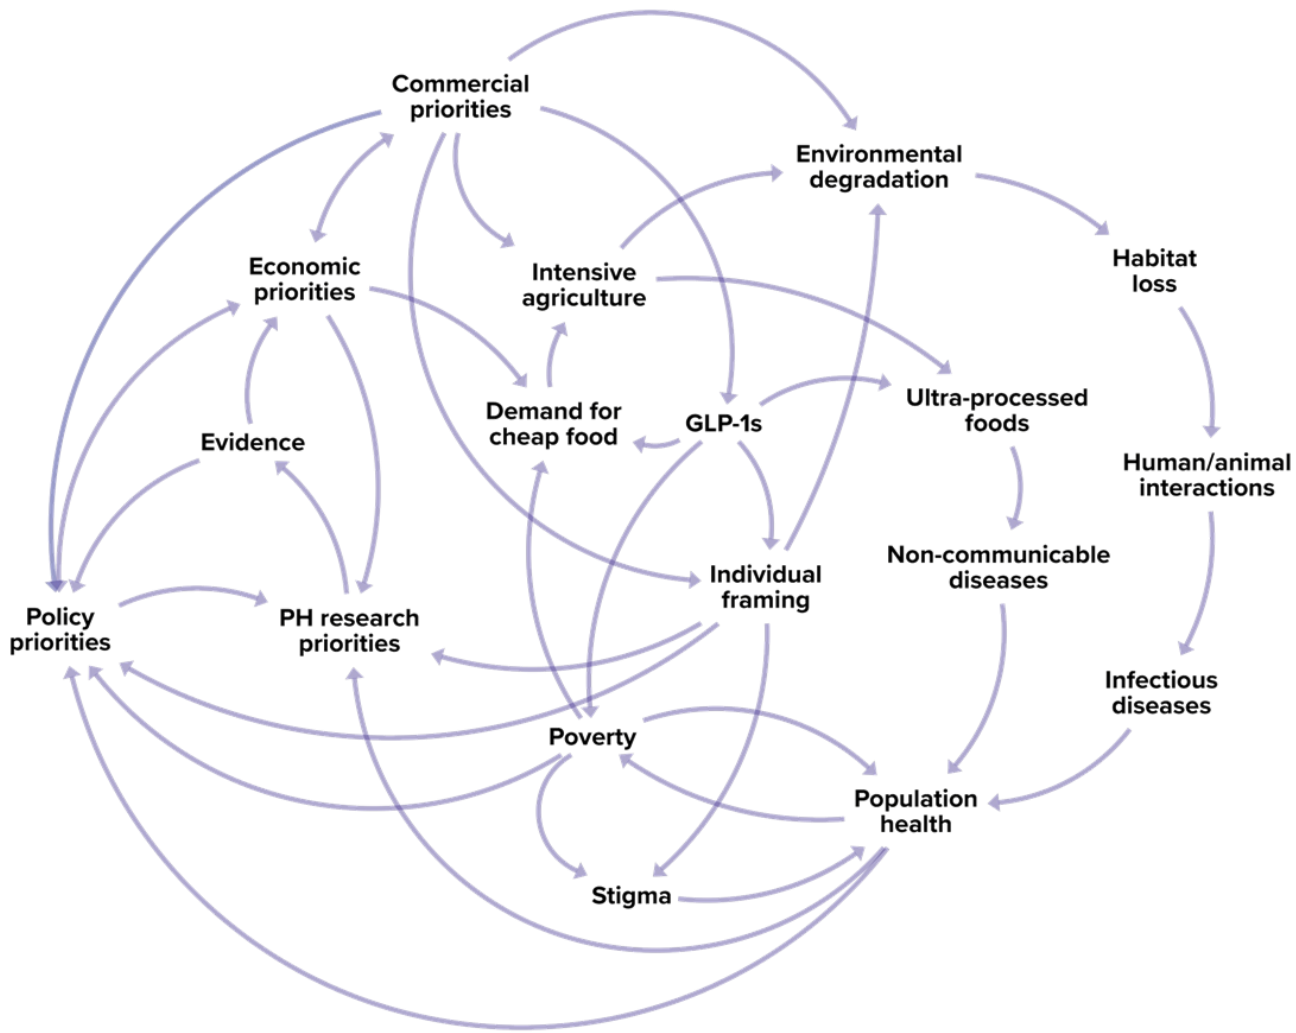 Commercial
priorities
Environmental
degradation
Habitat
loss
Economic
priorities
Intensive
agriculture
Ultra-processed
foods
Demand for
cheap food
GLP-1s
Evidence
Human/animal
interactions
Non-communicable
diseases
Individual
framing
Policy
priorities
PH research
priorities
Infectious
diseases
Poverty
Population
health
Stigma